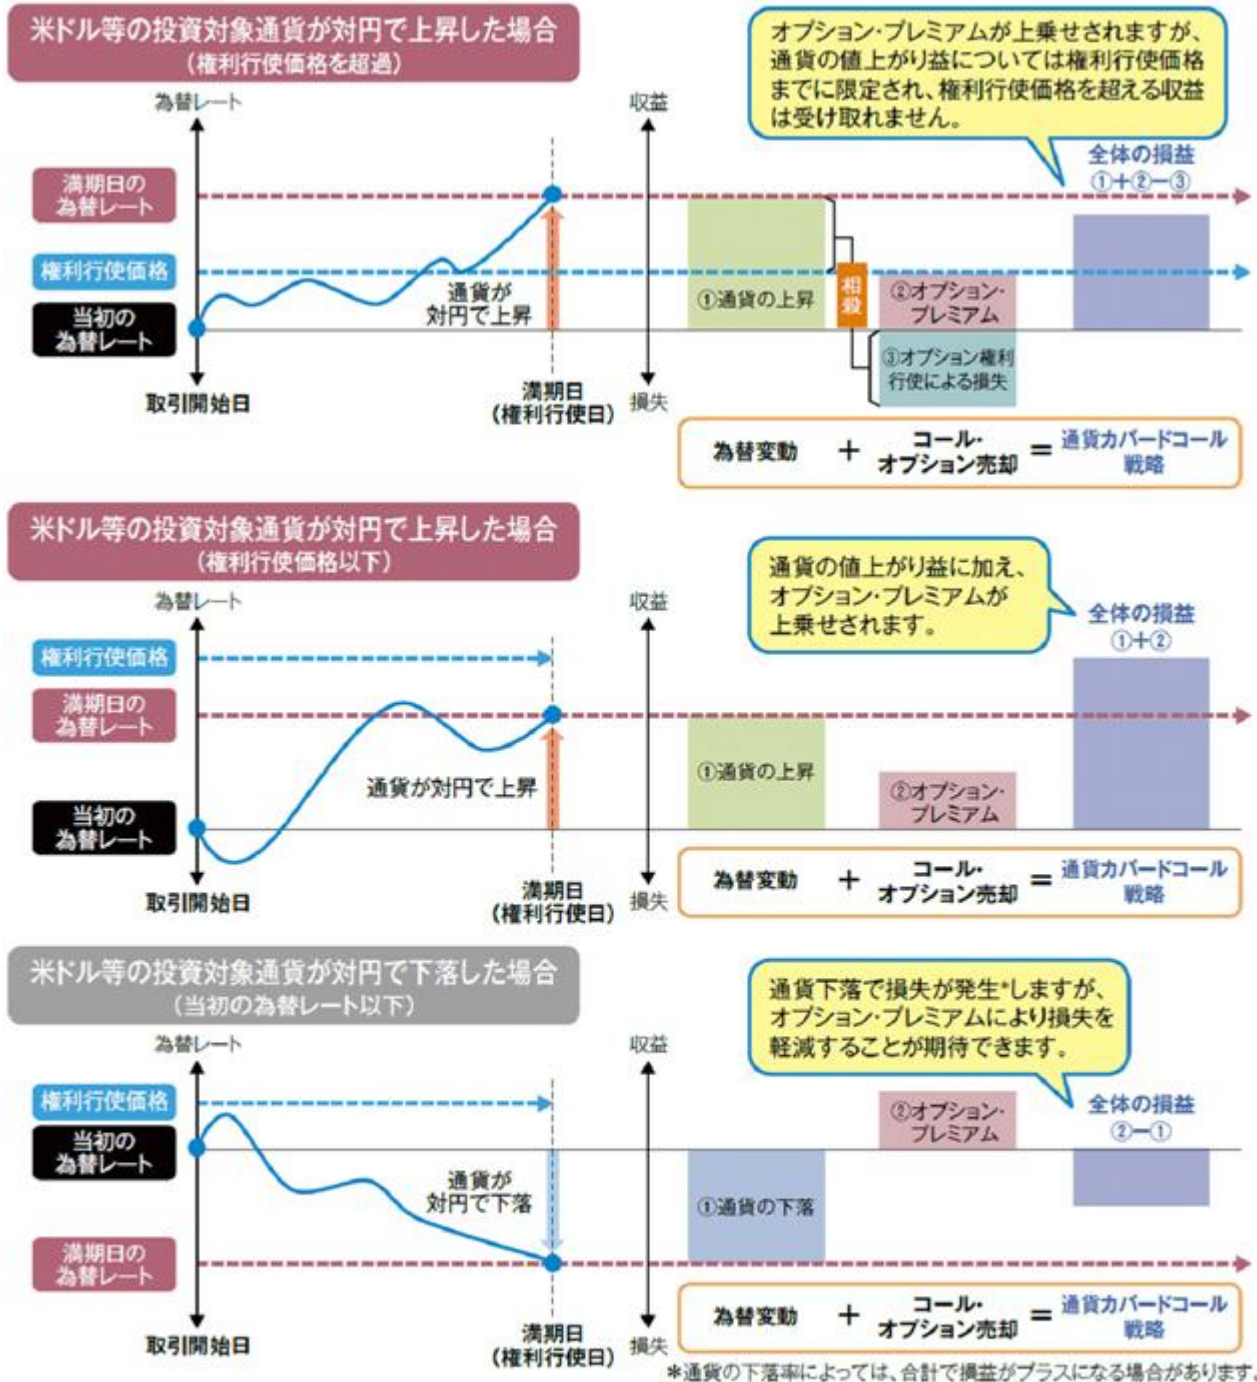 米ドル等の投資対象通貨が対円で上昇した場合
(権利行使価格を超過)
オプション・プレミアムが上乗せされますが、
通貨の値上がり益については権利行使価格
までに限定され、権利行使価格を超える収益
は受け取れません。
為替レート
収益
全体の損益
①+②ー③
満期日の
為替レート
権利行使価格
当初の
為替レート
通貨が
対円で上昇
①通貨の上昇
相殺
②オプション・
プレミアム
③オプション権利
行使による損失
取引開始日
満期日
(権利行使日)
損失
為替変動
+
コール・
オプション売却
=
通貨カバードコール
戦略
米ドル等の投資対象通貨が対円で上昇した場合
(権利行使価格以下)
通貨の値上がり益に加え、
オプション・プレミアムが
上乗せされます。
為替レート
収益
全体の損益
①+②
権利行使価格
満期日の
為替レート
当初の
為替レート
通貨が対円で上昇
①通貨の上昇
②オプション・
プレミアム
取引開始日
満期日
(権利行使日)
損失
為替変動
+
コール・
オプション売却
=
通貨カバードコール
戦略
米ドル等の投資対象通貨が対円で下落した場合
(当初の為替レート以下)
通貨下落で損失が発生*しますが、
オプション・プレミアムにより損失を
軽減することが期待できます。
為替レート
収益
全体の損益
②ー①
権利行使価格
当初の
為替レート
満期日の
為替レート
通貨が
対円で下落
①通貨の下落
②オプション・
プレミアム
取引開始日
満期日
(権利行使日)
損失
為替変動
+
コール・
オプション売却
=
通貨カバードコール
戦略
*通貨の下落率によっては、合計で損益がプラスになる場合があります。